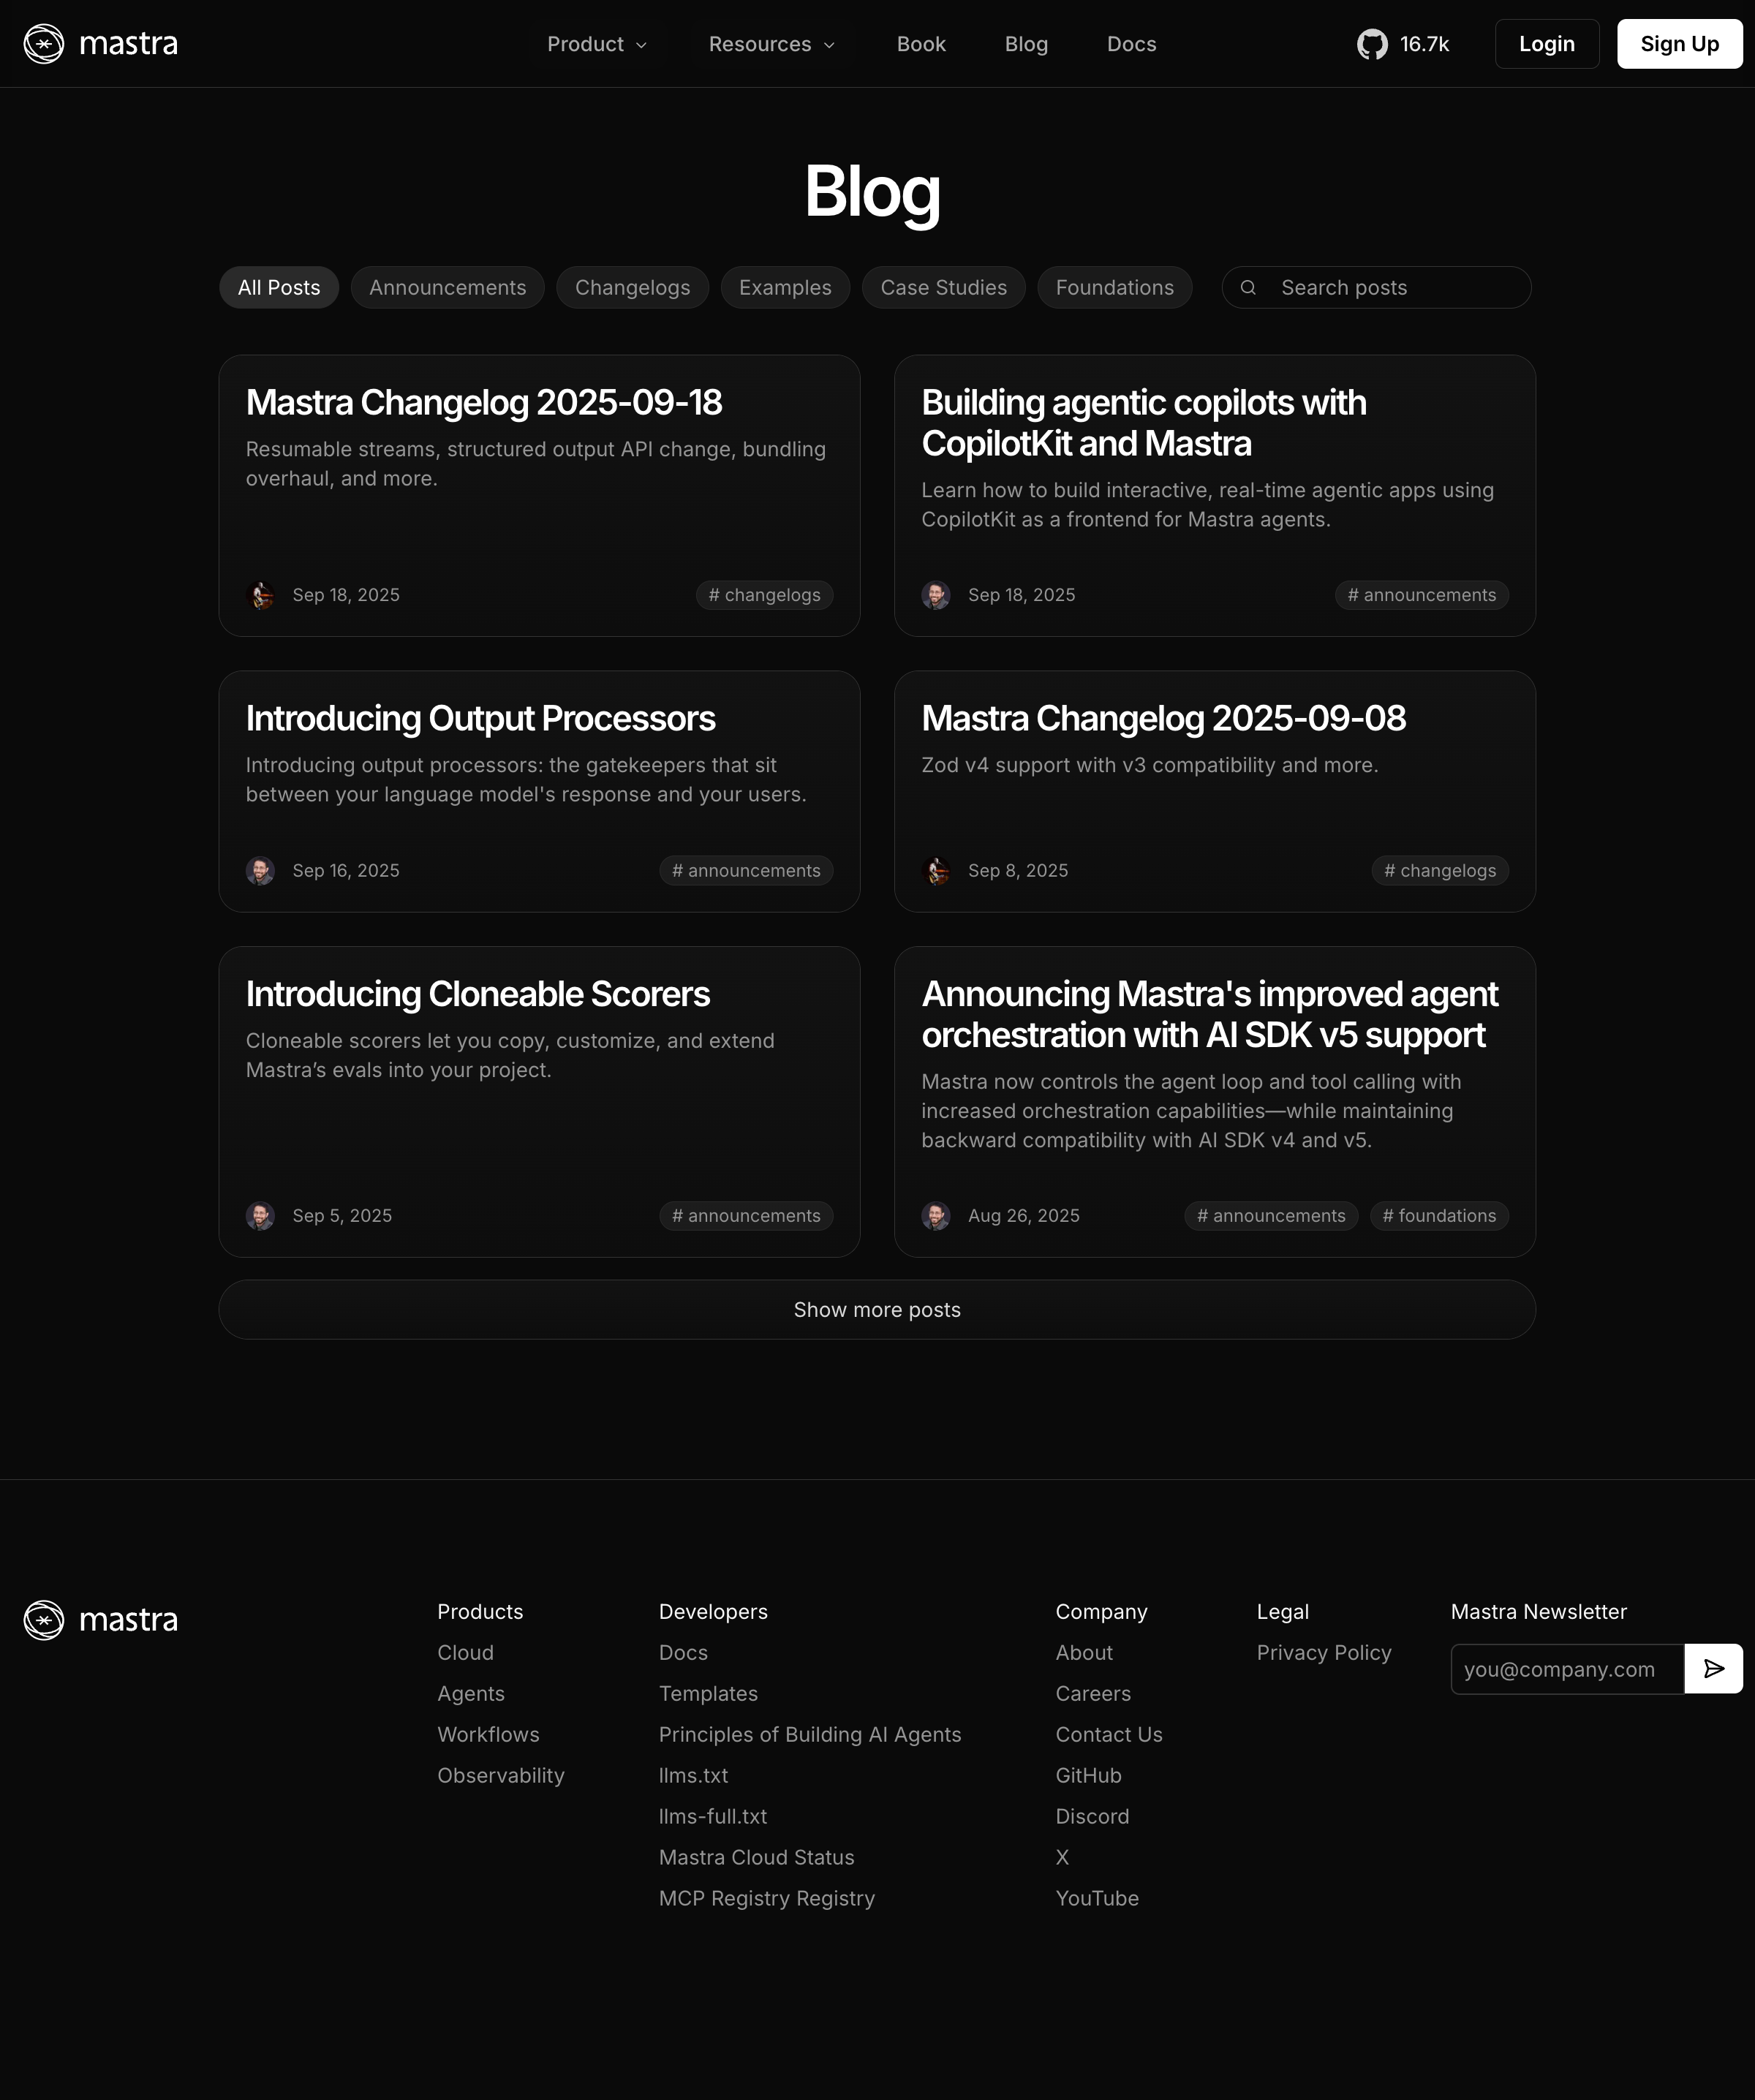 mastra
Product
Resources
Book
Blog
Docs
16.7k
Login
Sign Up
Blog
All Posts
Announcements
Changelogs
Examples
Case Studies
Foundations
Search posts
Mastra Changelog 2025-09-18
Resumable streams, structured output API change, bundling
overhaul, and more.
Sep 18, 2025
# changelogs
Building agentic copilots with
CopilotKit and Mastra
Learn how to build interactive, real-time agentic apps using
CopilotKit as a frontend for Mastra agents.
Sep 18, 2025
# announcements
Introducing Output Processors
Introducing output processors: the gatekeepers that sit
between your language model's response and your users.
Sep 16, 2025
# announcements
Mastra Changelog 2025-09-08
Zod v4 support with v3 compatibility and more.
Sep 8, 2025
# changelogs
Introducing Cloneable Scorers
Cloneable scorers let you copy, customize, and extend
Mastra’s evals into your project.
Sep 5, 2025
# announcements
Announcing Mastra's improved agent
orchestration with AI SDK v5 support
Mastra now controls the agent loop and tool calling with
increased orchestration capabilities—while maintaining
backward compatibility with AI SDK v4 and v5.
Aug 26, 2025
# announcements
# foundations
Show more posts
mastra
Products
Cloud
Agents
Workflows
Observability
Developers
Docs
Templates
Principles of Building AI Agents
llms.txt
llms-full.txt
Mastra Cloud Status
MCP Registry Registry
Company
About
Careers
Contact Us
GitHub
Discord
X
YouTube
Legal
Privacy Policy
Mastra Newsletter
you@company.com